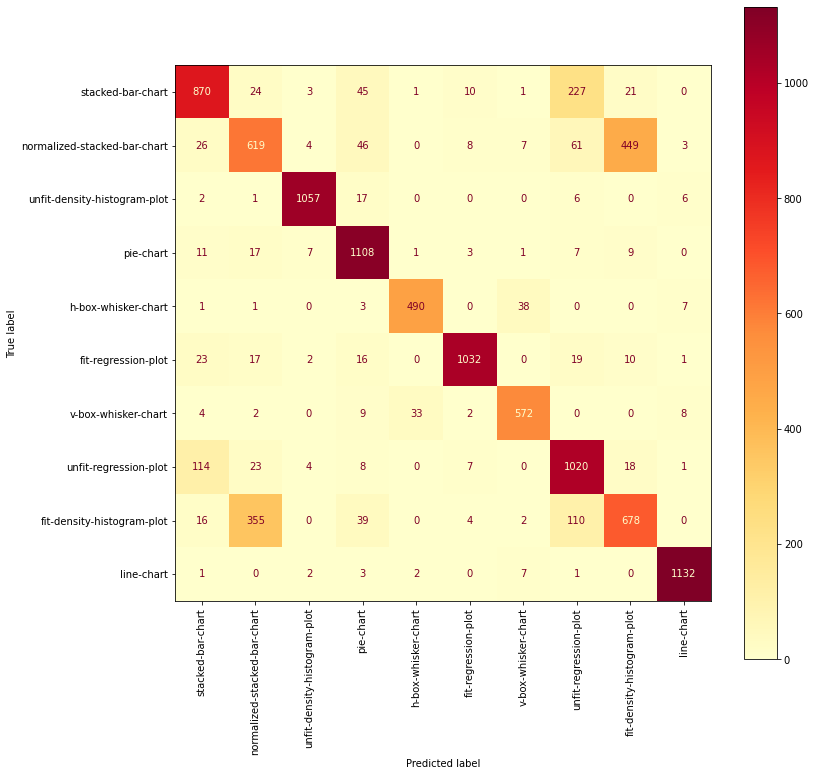 stacked-bar-chart 870 24 3 45 1 10 1 227 21 0
normalized-stacked-bar-chart 26 619 4 46 0 8 7 61 449 3
unfit-density-histogram-plot 2 1 1057 17 0 0 0 6 0 6
pie-chart 11 17 7 1108 1 3 1 7 9 0
h-box-whisker-chart 1 1 0 3 490 0 38 0 0 7
fit-regression-plot 23 17 2 16 0 1032 0 19 10 1
v-box-whisker-chart 4 2 0 9 33 2 572 0 0 8
unfit-regression-plot 114 23 4 8 0 7 0 1020 18 1
fit-density-histogram-plot 16 355 0 39 0 4 2 110 678 0
line-chart 1 0 2 3 2 0 7 1 0 1132
True label
stacked-bar-chart
normalized-stacked-bar-chart
unfit-density-histogram-plot
pie-chart
h-box-whisker-chart
fit-regression-plot
v-box-whisker-chart
unfit-regression-plot
fit-density-histogram-plot
line-chart
Predicted label
1000
800
600
400
200
0